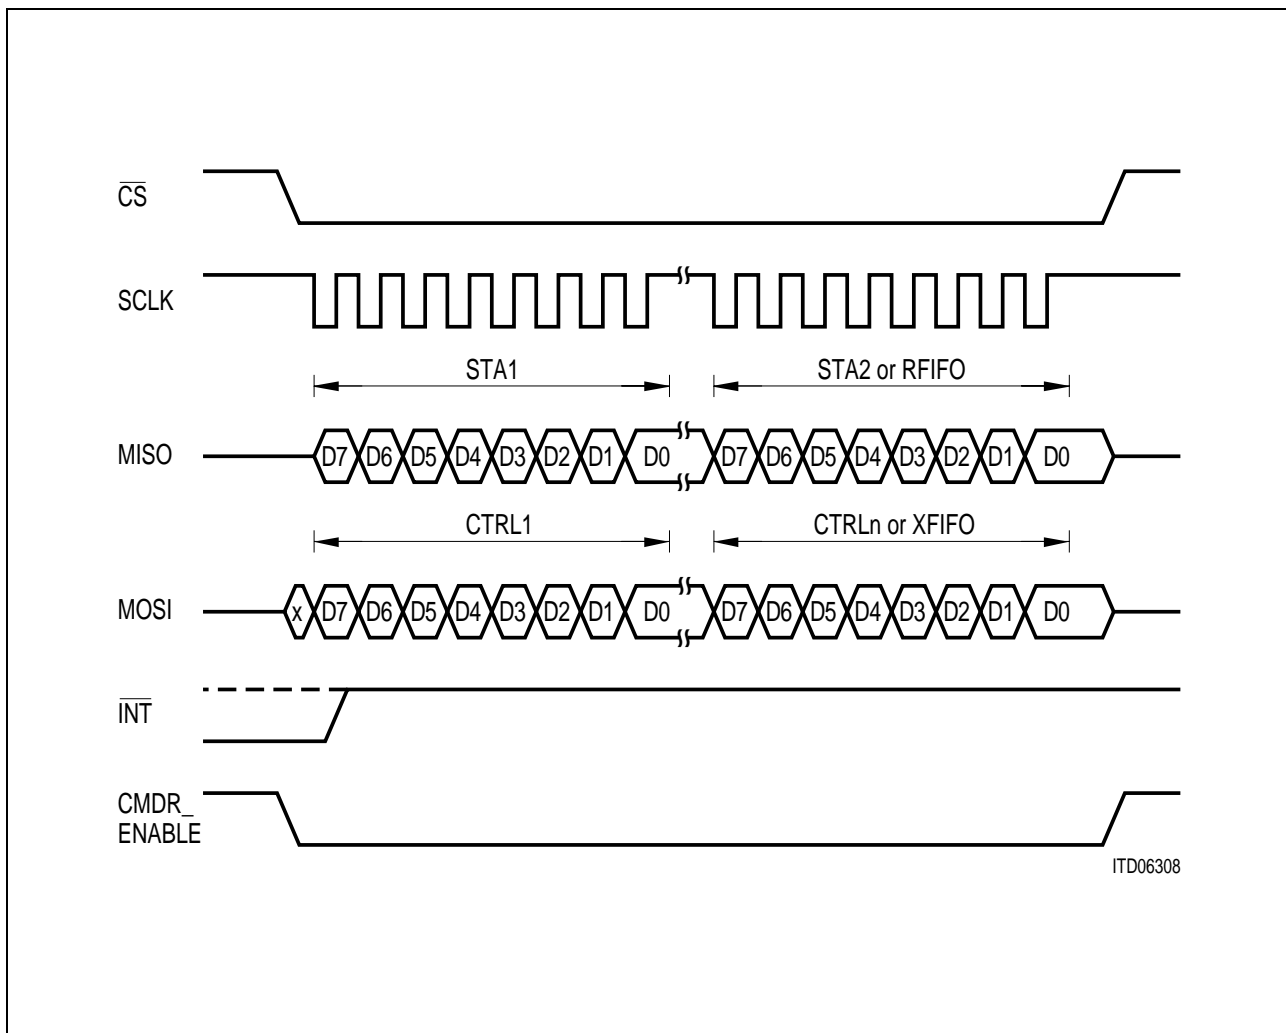 CS
SCLK
STA1 STA2 or RFIFO
MISO D7 D6 D5 D4 D3 D2 D1 D0 D7 D6 D5 D4 D3 D2 D1 D0
CTRL1 CTRLn or XFIFO
MOSI x D7 D6 D5 D4 D3 D2 D1 D0 D7 D6 D5 D4 D3 D2 D1 D0
INT
CMDR_
ENABLE
ITD06308